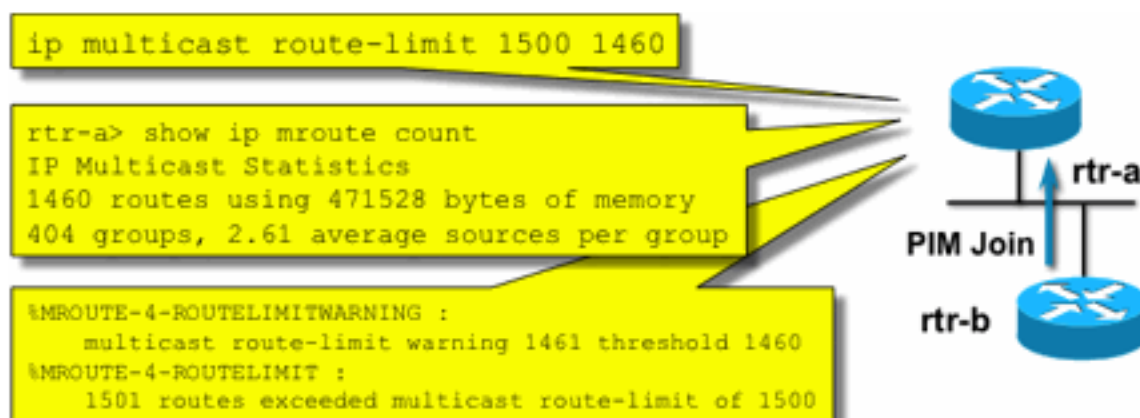 ip multicast route-limit 1500 1460
rtr-a> show ip mroute count
IP Multicast Statistics
1460 routes using 471528 bytes of memory
404 groups, 2.61 average sources per group
%MROUTE-4-ROUTELIMITWARNING :
multicast route-limit warning 1461 threshold 1460
%MROUTE-4-ROUTELIMIT :
1501 routes exceeded multicast route-limit of 1500
rtr-a
PIM Join
rtr-b